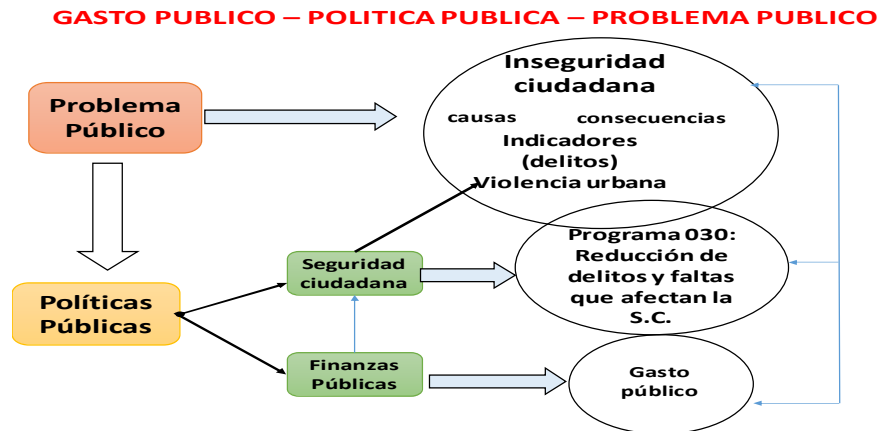 GASTO PUBLICO – POLITICA PUBLICA – PROBLEMA PUBLICO
Problema
Público
Inseguridad
ciudadana
causas consecuencias
Indicadores
(delitos)
Violencia urbana
Seguridad
ciudadana
Programa 030:
Reducción de
delitos y faltas
que afectan la
S.C.
Políticas
Públicas
Finanzas
Públicas
Gasto
público